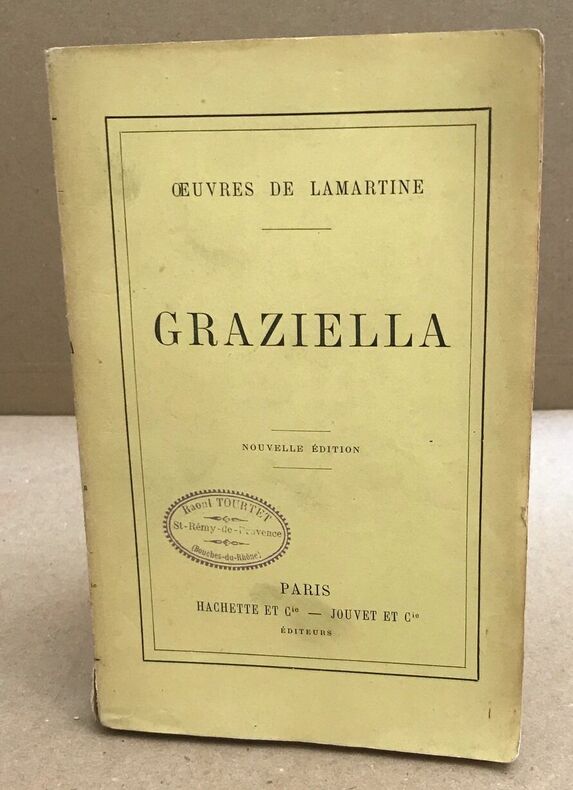 ŒUVRES DE LAMARTINE
GRAZIELLA
NOUVELLE ÉDITION
Raoul TOURTET
St-Rémy-de-Provence
(Bouches-du-Rhône)
PARIS
HACHETTE ET Cie — JOUVET ET Cie
ÉDITEURS